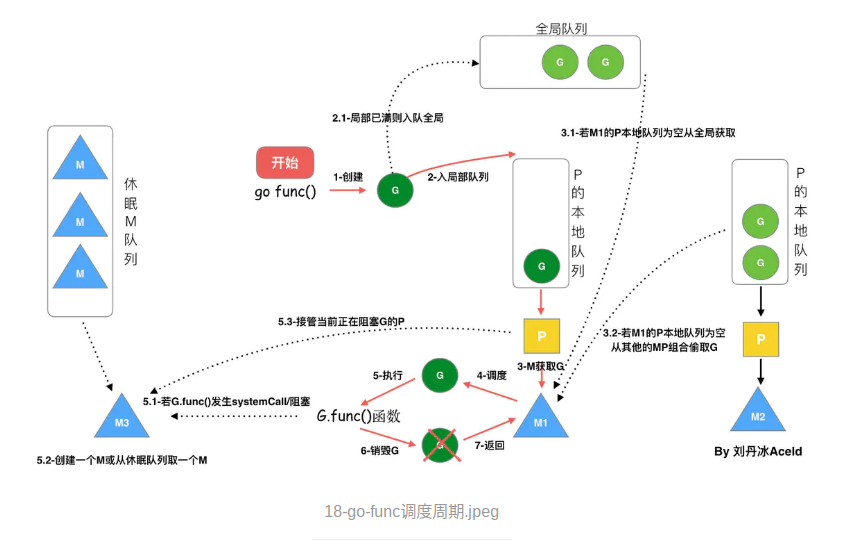 全局队列
G
G
2.1-局部已满则入队全局
3.1-若M1的P本地队列为空从全局获取
M
M
M
休眠M队列
开始
go func()
1-创建
G
2-入局部队列
G
P的本地队列
G
G
P的本地队列
5.3-接管当前正在阻塞G的P
P
3-M获取G
3.2-若M1的P本地队列为空
从其他的MP组合偷取G
P
5-执行
G
4-调度
5.1-若G.func()发生systemCall/阻塞
G.func()函数
M3
M1
M2
6-销毁G
G
7-返回
5.2-创建一个M或从休眠队列取一个M
By 刘丹冰Aceld
18-go-func调度周期.jpeg